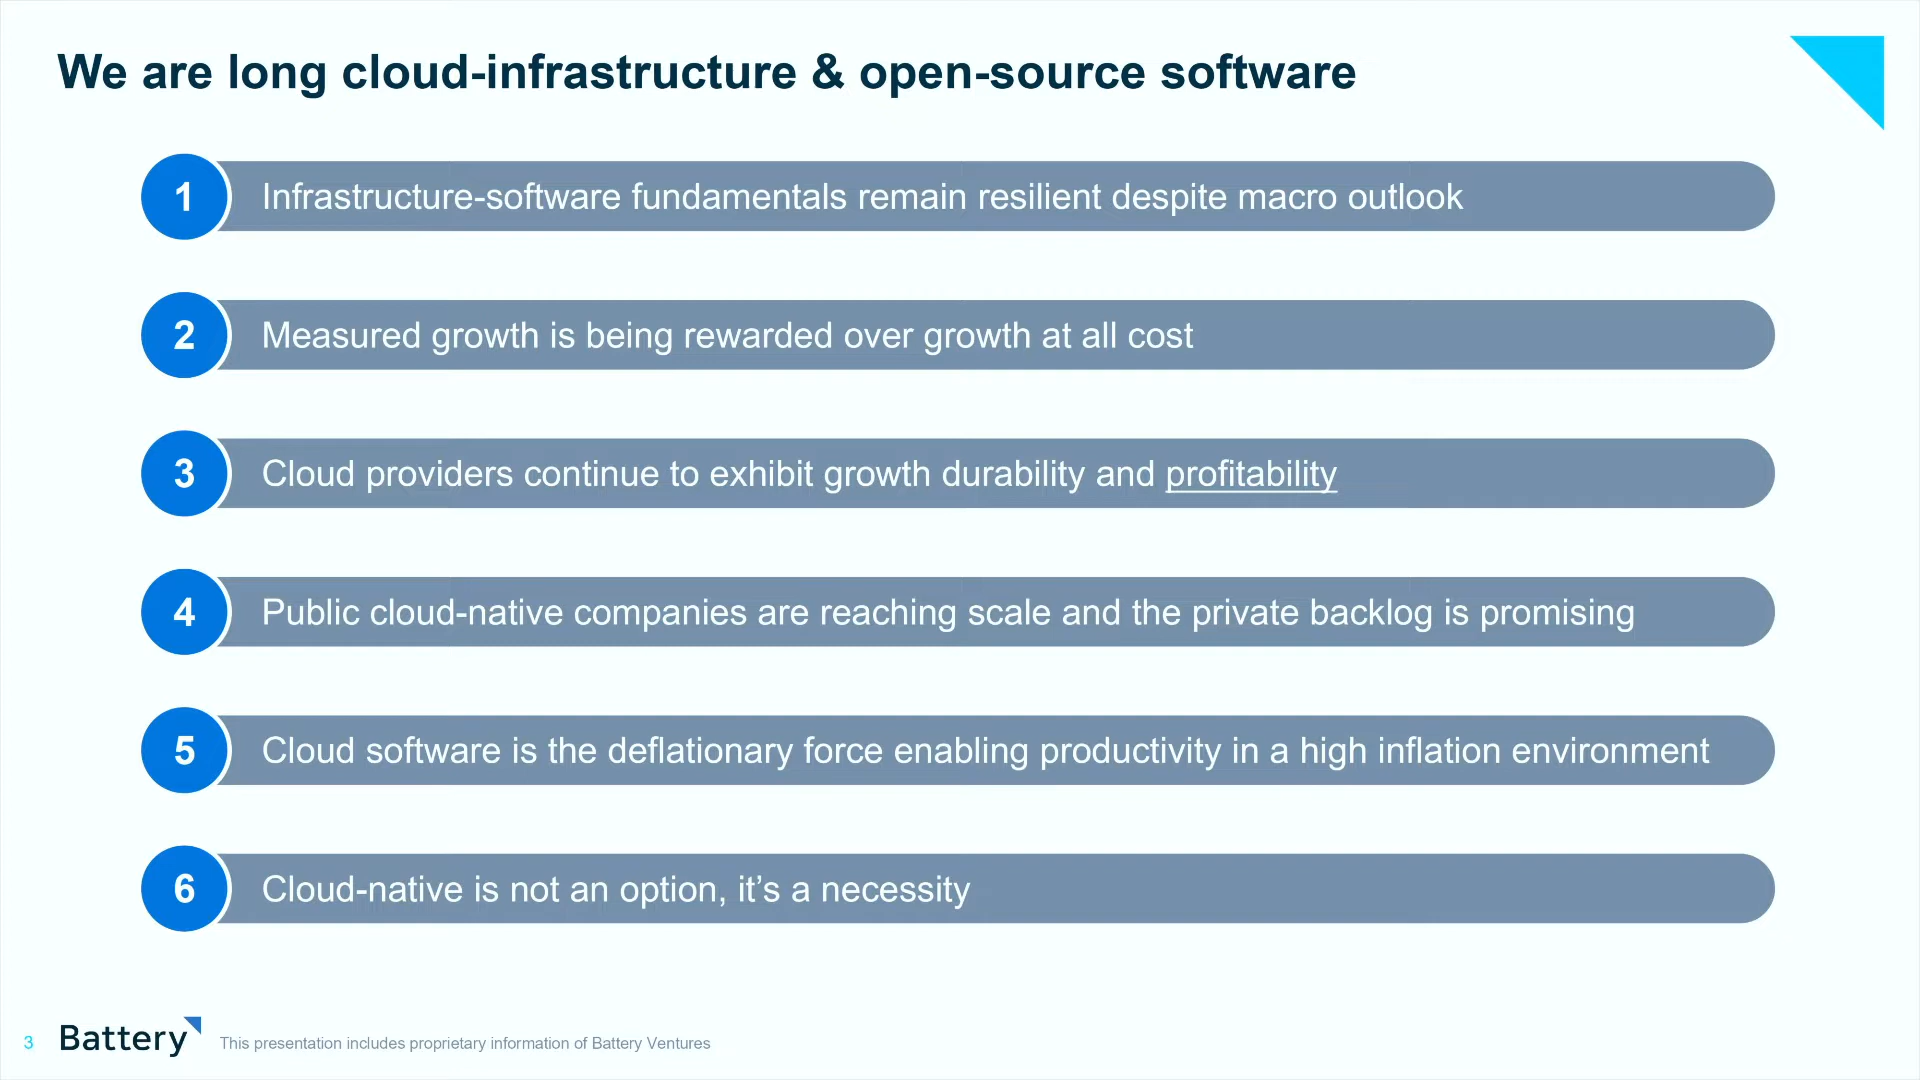 We are long cloud-infrastructure & open-source software
1 Infrastructure-software fundamentals remain resilient despite macro outlook
2 Measured growth is being rewarded over growth at all cost
3 Cloud providers continue to exhibit growth durability and profitability
4 Public cloud-native companies are reaching scale and the private backlog is promising
5 Cloud software is the deflationary force enabling productivity in a high inflation environment
6 Cloud-native is not an option, it’s a necessity
3 Battery This presentation includes proprietary information of Battery Ventures